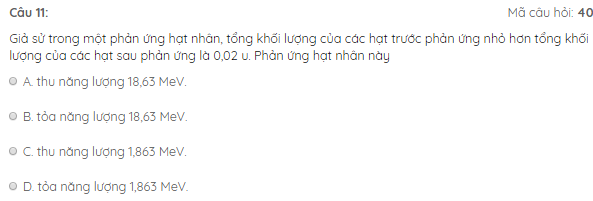 Câu 11: Mã câu hỏi: 40
Giả sử trong một phản ứng hạt nhân, tổng khối lượng của các hạt trước phản ứng nhỏ hơn tổng khối
lượng của các hạt sau phản ứng là 0,02 u. Phản ứng hạt nhân này
A. thu năng lượng 18,63 MeV.
B. tỏa năng lượng 18,63 MeV.
C. thu năng lượng 1,863 MeV.
D. tỏa năng lượng 1,863 MeV.